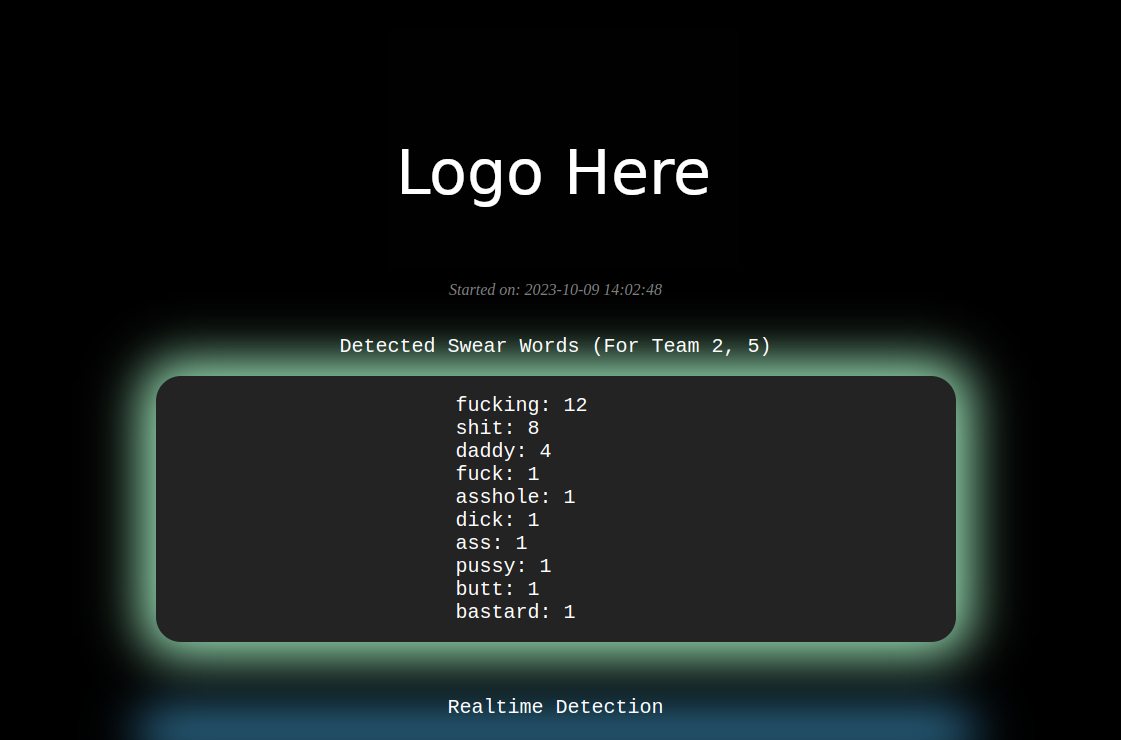 Logo Here
Started on: 2023-10-09 14:02:48
Detected Swear Words (For Team 2, 5)
fucking: 12
shit: 8
daddy: 4
fuck: 1
asshole: 1
dick: 1
ass: 1
pussy: 1
butt: 1
bastard: 1
Realtime Detection